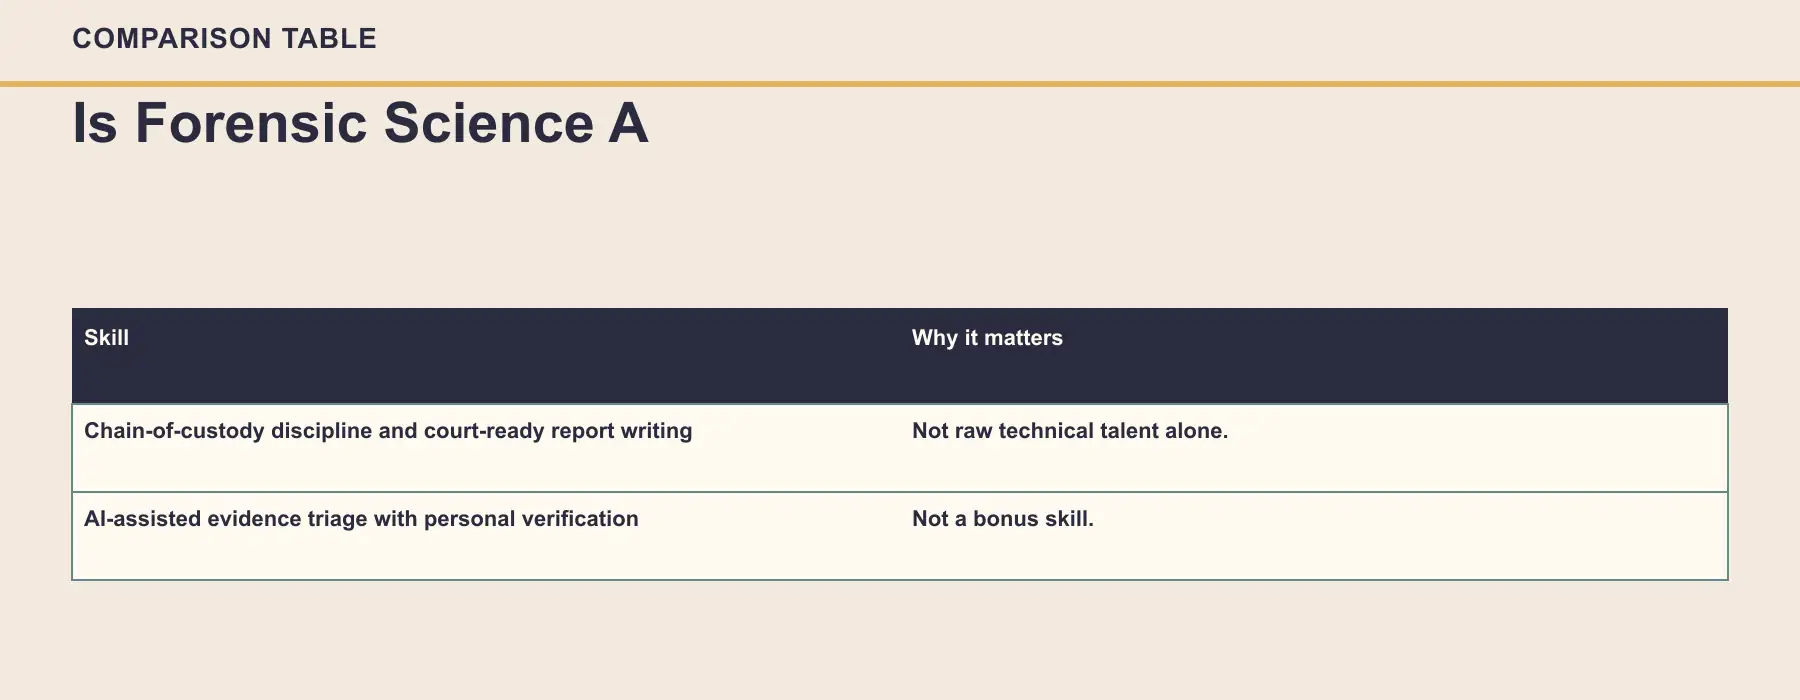 COMPARISON TABLE
Is Forensic Science A
Skill Why it matters
Chain-of-custody discipline and court-ready report writing Not raw technical talent alone.
AI-assisted evidence triage with personal verification Not a bonus skill.